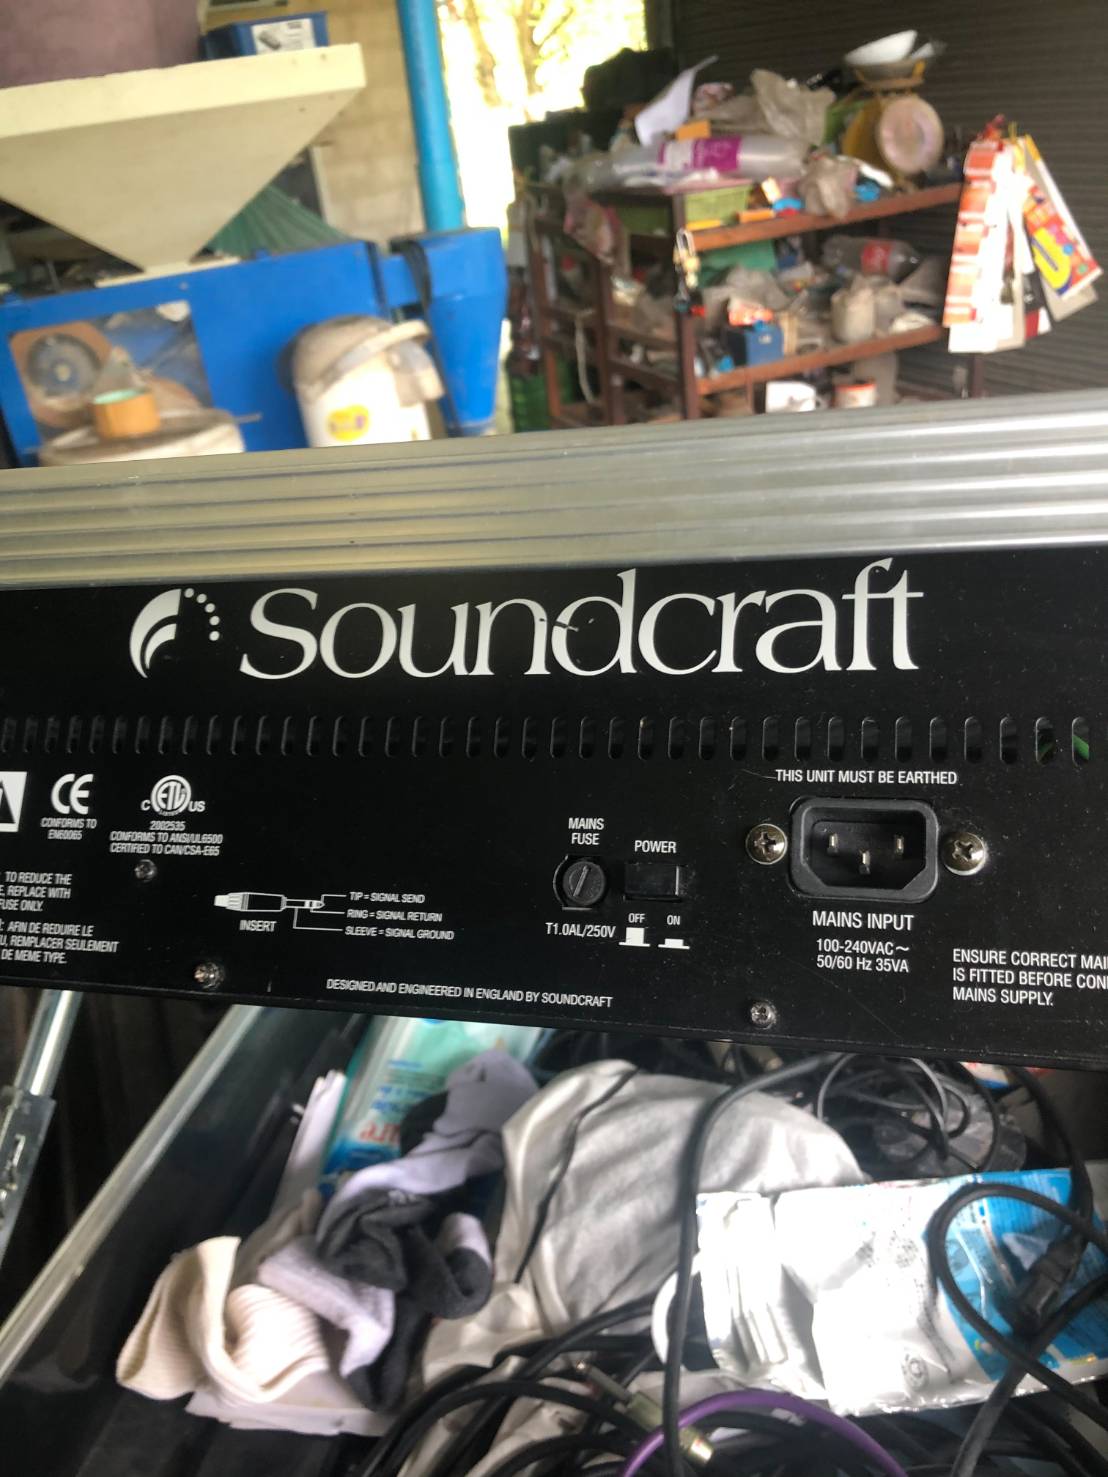 Soundcraft
THIS UNIT MUST BE EARTHED
CE
CONFORMS TO
EN60065
C ETL US
2002535
CONFORMS TO ANSI/UL6500
CERTIFIED TO CAN/CSA-E65
MAINS
FUSE
POWER
TO REDUCE THE
REPLACE WITH
FUSE ONLY.
AFIN DE REDUIRE LE
REMPLACER SEULEMENT
DE MEME TYPE.
INSERT
TIP = SIGNAL SEND
RING = SIGNAL RETURN
SLEEVE = SIGNAL GROUND
T1.0AL/250V
OFF
ON
MAINS INPUT
100-240VAC~
50/60 Hz 35VA
ENSURE CORRECT
IS FITTED BEFORE
MAINS SUPPLY.
DESIGNED AND ENGINEERED IN ENGLAND BY SOUNDCRAFT